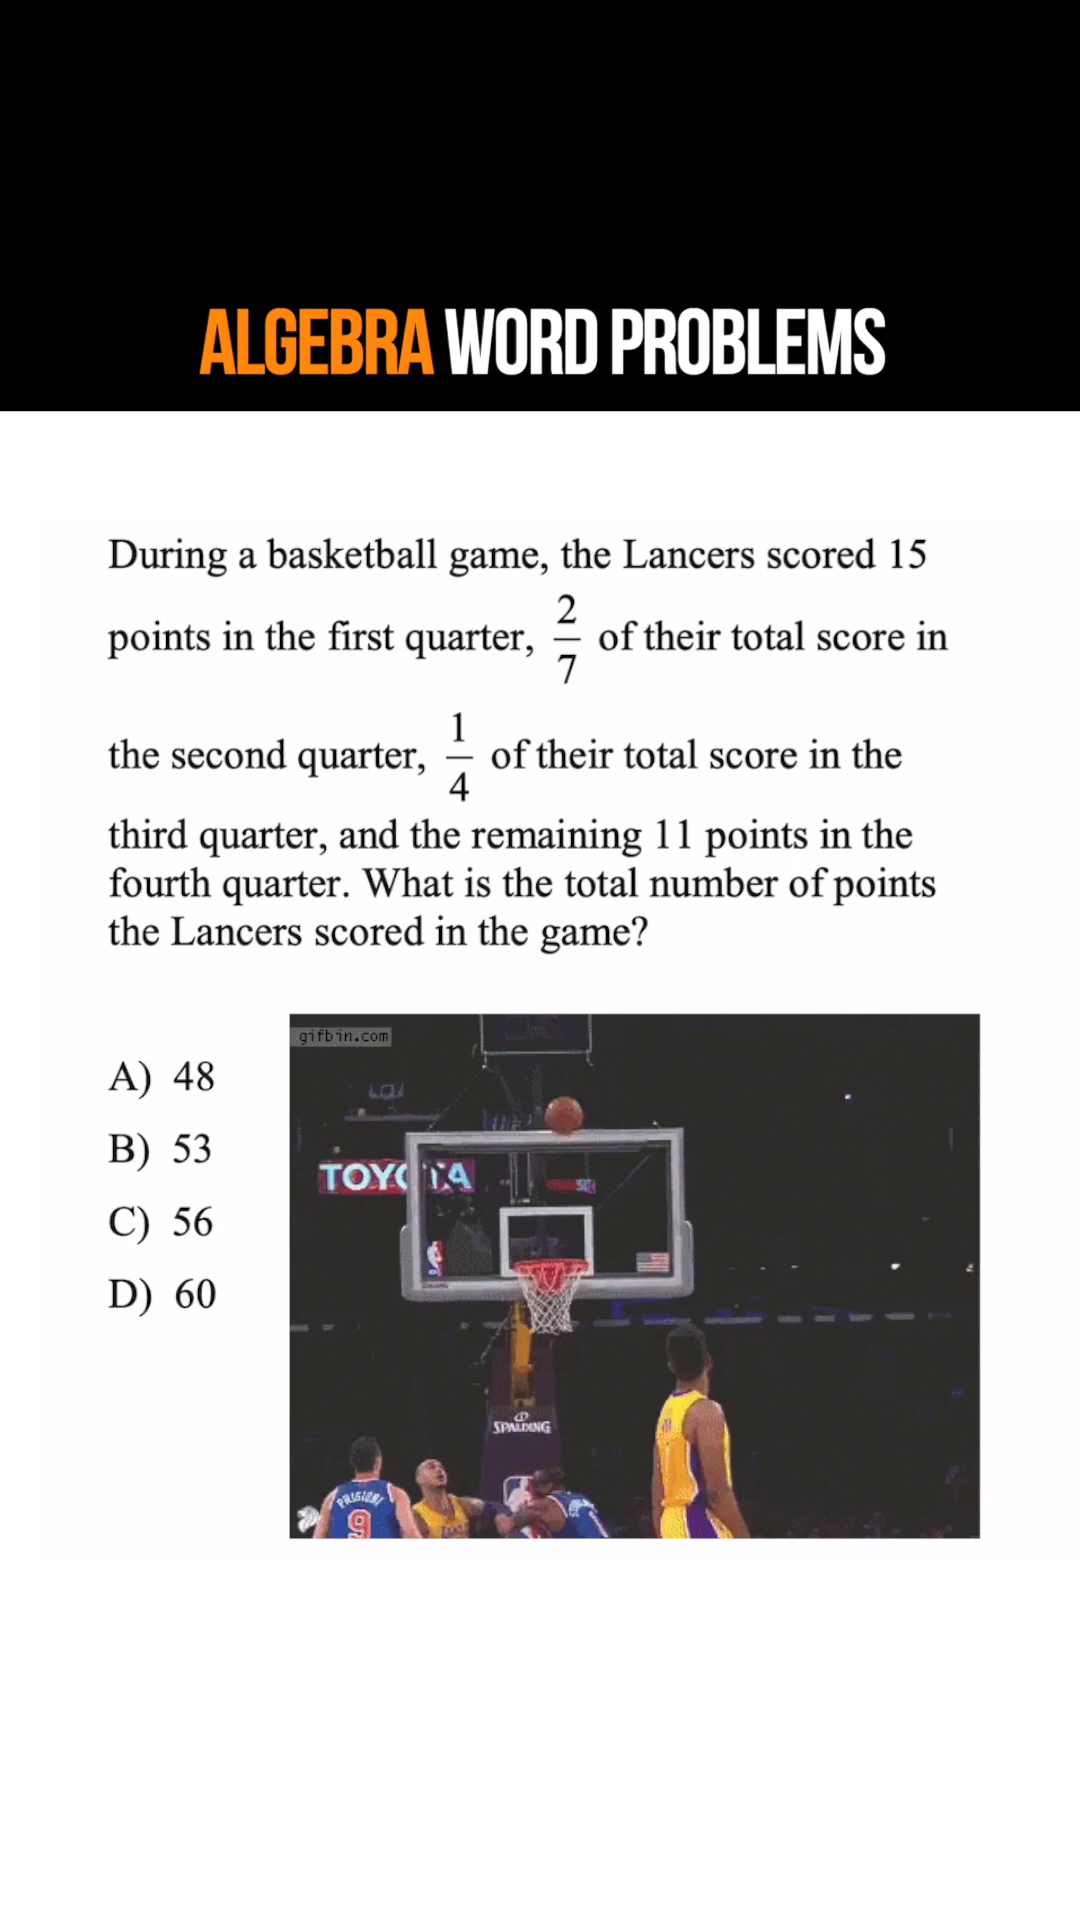 ALGEBRA WORD PROBLEMS
During a basketball game, the Lancers scored 15
points in the first quarter, 2/7 of their total score in
the second quarter, 1/4 of their total score in the
third quarter, and the remaining 11 points in the
fourth quarter. What is the total number of points
the Lancers scored in the game?
A) 48
B) 53
C) 56
D) 60
gifbin.com
TOYOTA
SPALDING
PRIGIONI
9